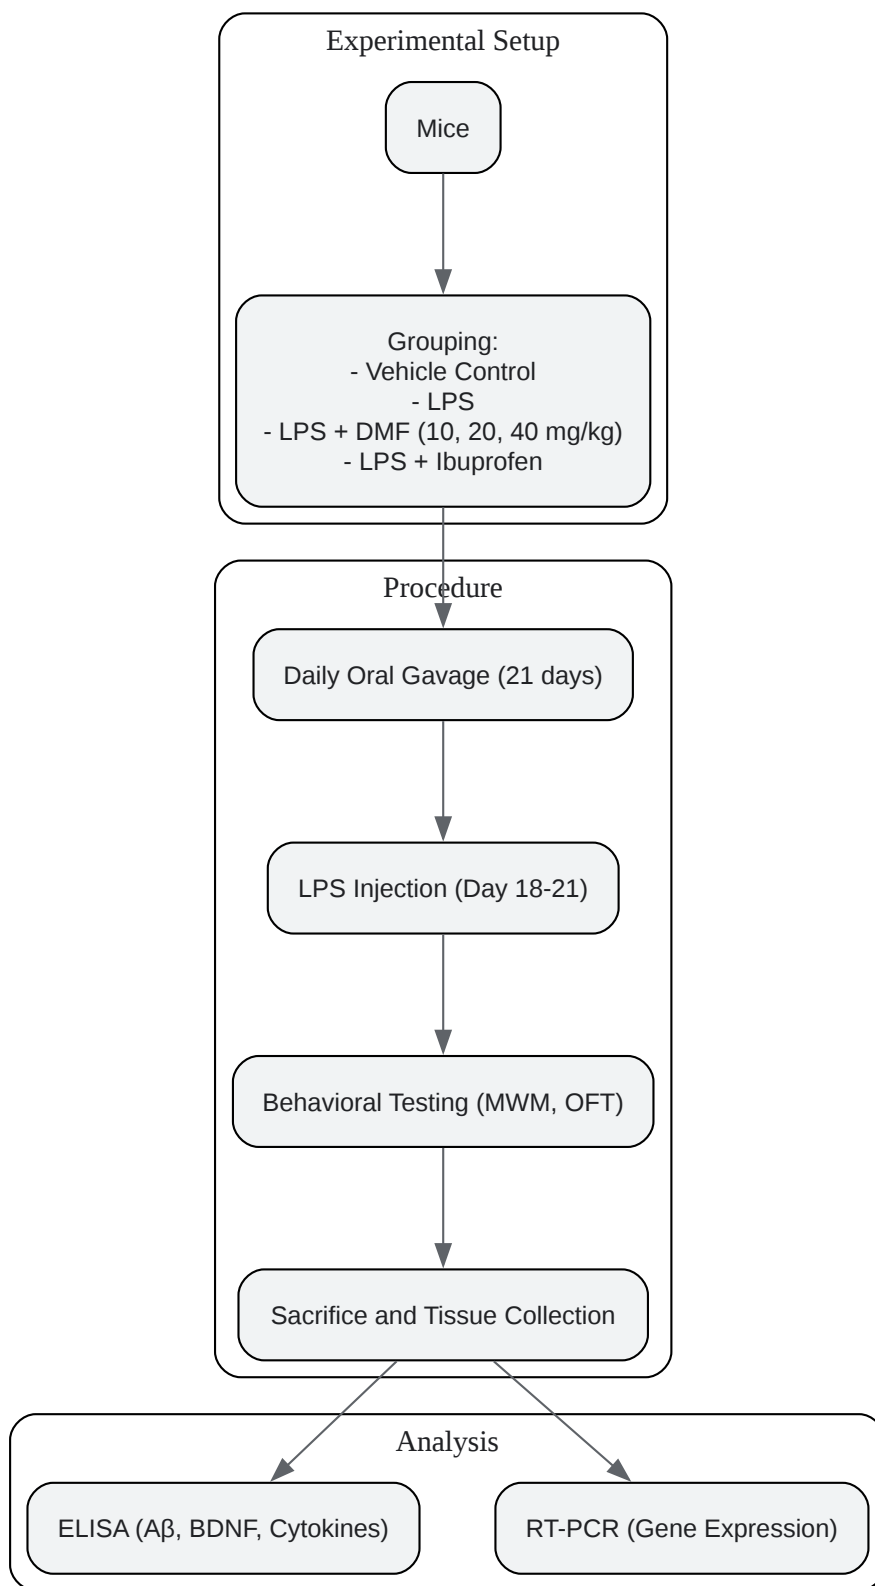 Experimental Setup
Mice
Grouping:
- Vehicle Control
- LPS
- LPS + DMF (10, 20, 40 mg/kg)
- LPS + Ibuprofen
Procedure
Daily Oral Gavage (21 days)
LPS Injection (Day 18-21)
Behavioral Testing (MWM, OFT)
Sacrifice and Tissue Collection
Analysis
ELISA (Aβ, BDNF, Cytokines)
RT-PCR (Gene Expression)